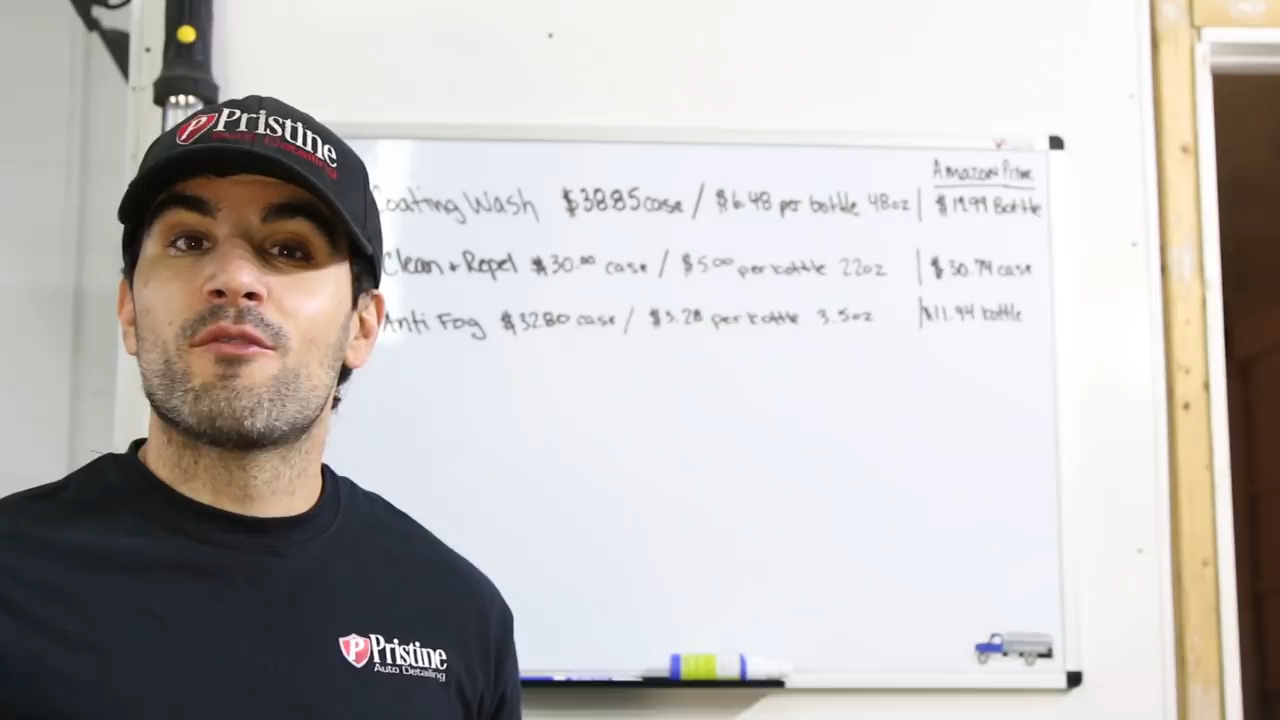 Pristine
Auto Detailing
Amazon Prime
Coating Wash $38.85 case / $6.48 per bottle 48oz | $19.99 Bottle
Clean + Repel $30.00 case / $5.00 per bottle 22oz | $30.74 case
Anti Fog $32.80 case / $5.28 per bottle 3.5oz | $11.94 bottle
P Pristine
Auto Detailing